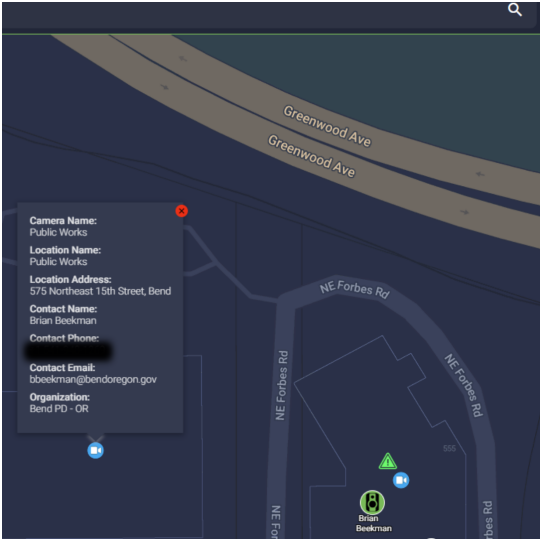 Greenwood Ave
Greenwood Ave
Camera Name:
Public Works
Location Name:
Public Works
Location Address:
575 Northeast 15th Street, Bend
Contact Name:
Brian Beekman
Contact Phone:
Contact Email:
bbeekman@bendoregon.gov
Organization:
Bend PD - OR
NE Forbes Rd
NE Forbes Rd
NE Forbes Rd
555
Brian
Beekman
NE For
rbes Rd